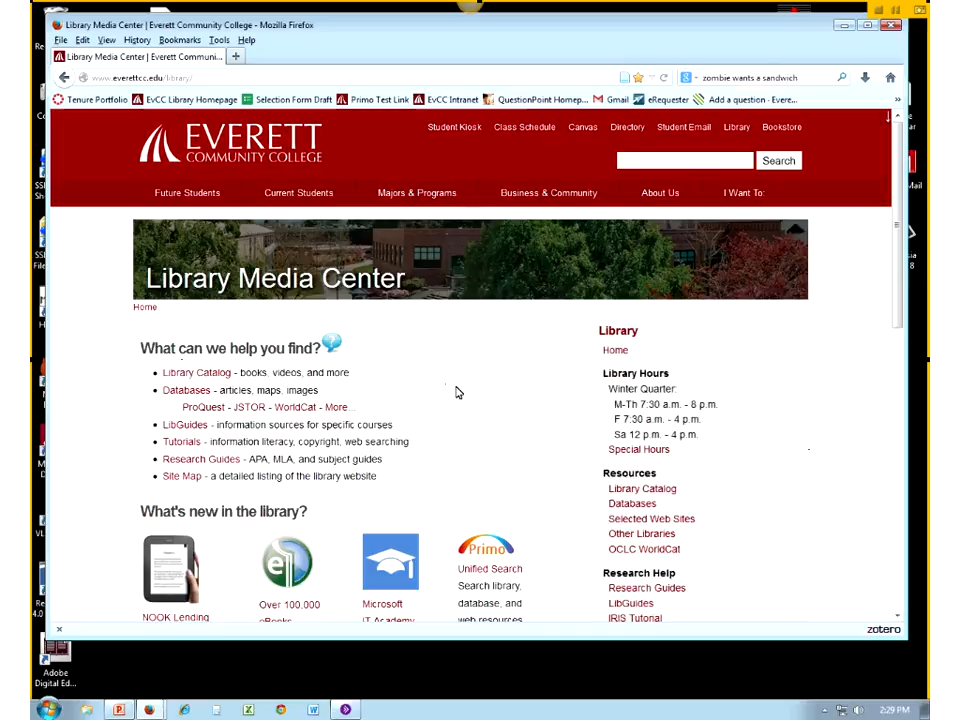 Library Media Center | Everett Community College - Mozilla Firefox
File Edit View History Bookmarks Tools Help
Library Media Center | Everett Communi... +
www.everettcc.edu/library/ zombie wants a sandwich
Tenure Portfolio EvCC Library Homepage Selection Form Draft Primo Test Link EvCC Intranet QuestionPoint Homep... Gmail eRequester Add a question - Evere... »
EVERETT
COMMUNITY COLLEGE
Student Kiosk Class Schedule Canvas Directory Student Email Library Bookstore
Search
Future Students Current Students Majors & Programs Business & Community About Us I Want To:
Library Media Center
Home
What can we help you find?
Library Catalog - books, videos, and more
Databases - articles, maps, images
ProQuest - JSTOR - WorldCat - More...
LibGuides - information sources for specific courses
Tutorials - information literacy, copyright, web searching
Research Guides - APA, MLA, and subject guides
Site Map - a detailed listing of the library website
What's new in the library?
NOOK Lending
Over 100,000
eBooks
Microsoft
IT Academy
Primo
Unified Search
Search library,
database, and
web resources
Library
Home
Library Hours
Winter Quarter:
M-Th 7:30 a.m. - 8 p.m.
F 7:30 a.m. - 4 p.m.
Sa 12 p.m. - 4 p.m.
Special Hours
Resources
Library Catalog
Databases
Selected Web Sites
Other Libraries
OCLC WorldCat
Research Help
Research Guides
LibGuides
IRIS Tutorial
zotero
Adobe
Digital Ed...
2:29 PM